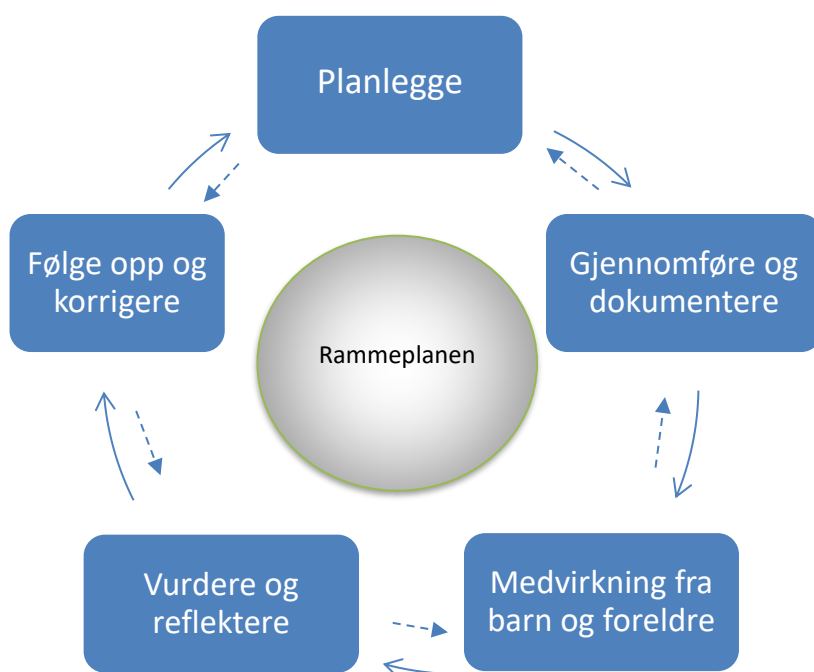 Planlegge
Følge opp og
korrigere
Gjennomføre og
dokumentere
Rammeplanen
Vurdere og
reflektere
Medvirkning fra
barn og foreldre